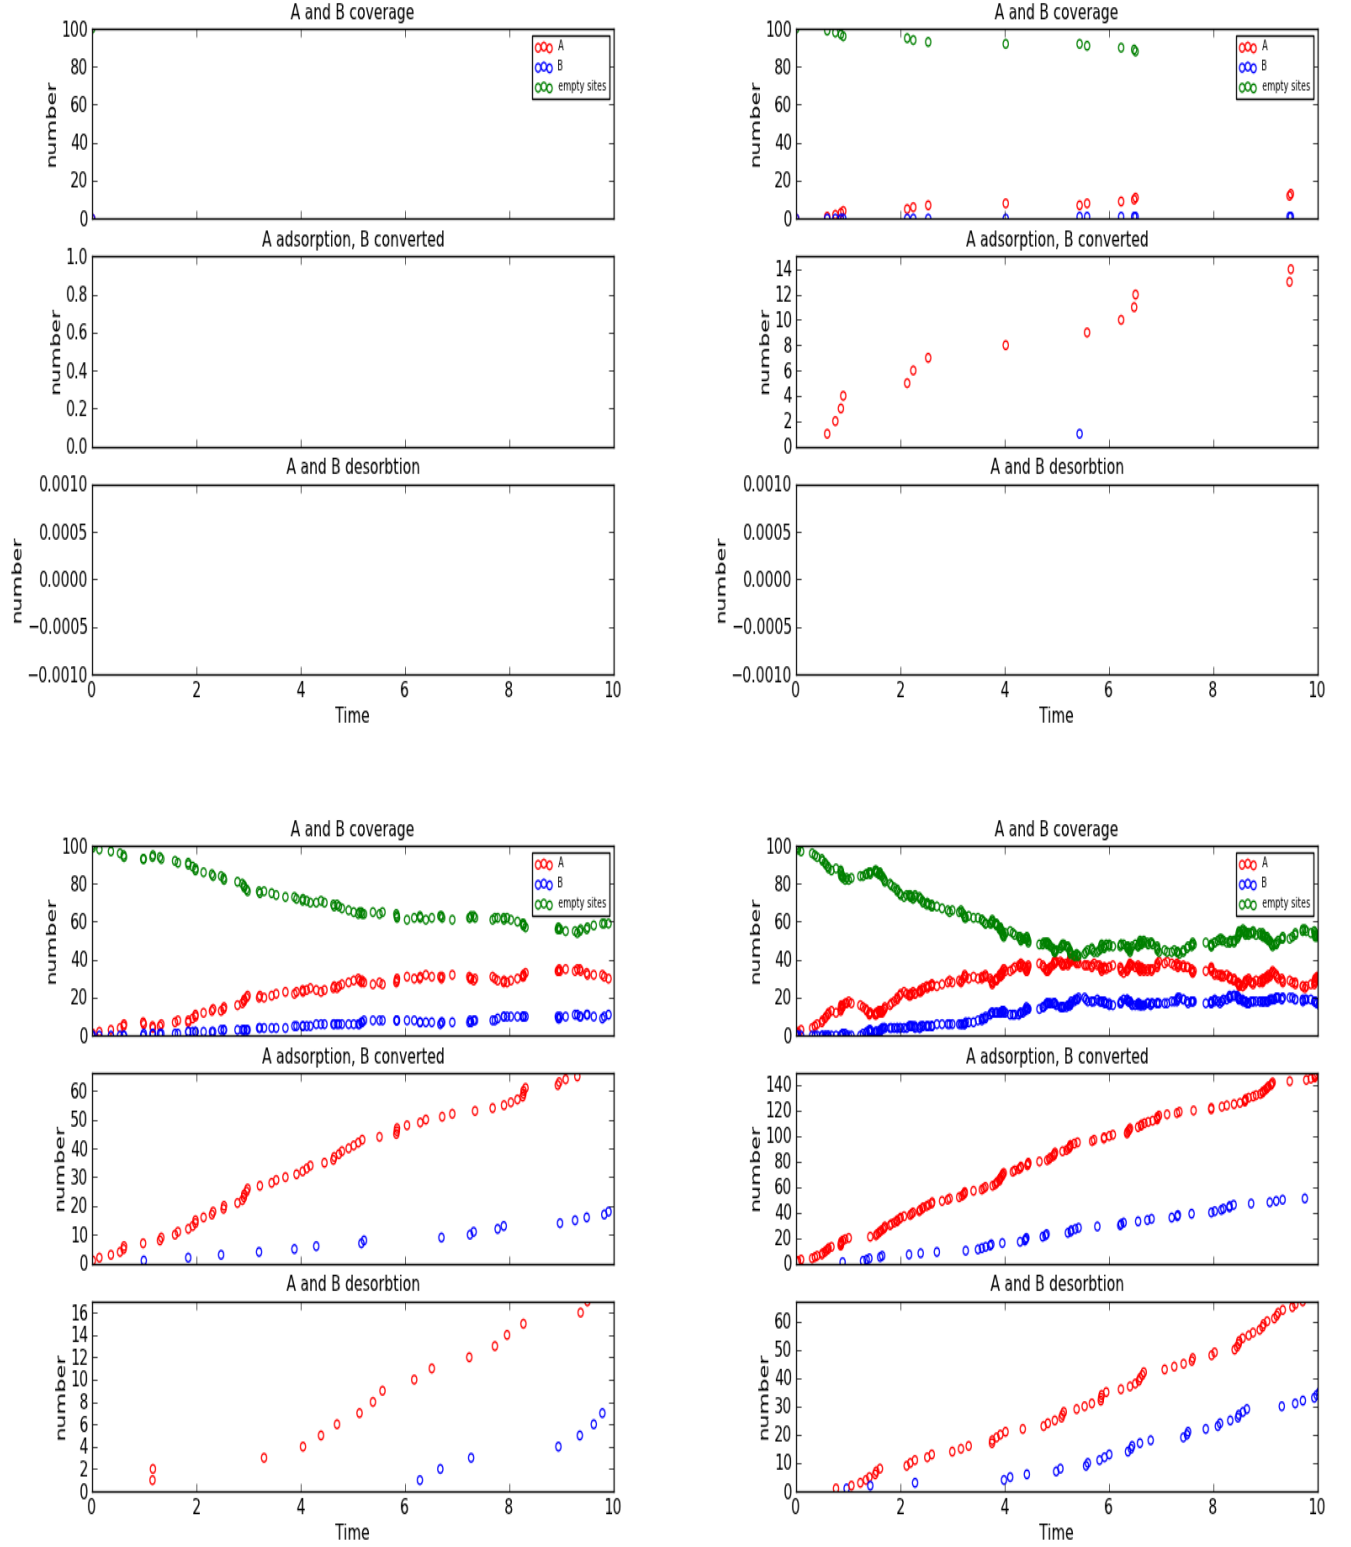 A and B coverage
100
80
60
40
20
0
number
A
B
empty sites
A adsorption, B converted
1.0
0.8
0.6
0.4
0.2
0.0
number
A and B desorbtion
0.0010
0.0005
0.0000
−0.0005
−0.0010
number
0 2 4 6 8 10
Time
A and B coverage
100
80
60
40
20
0
number
A
B
empty sites
A adsorption, B converted
14
12
10
8
6
4
2
0
number
A and B desorbtion
0.0010
0.0005
0.0000
−0.0005
−0.0010
number
0 2 4 6 8 10
Time
A and B coverage
100
80
60
40
20
0
number
A
B
empty sites
A adsorption, B converted
60
50
40
30
20
10
0
number
A and B desorbtion
16
14
12
10
8
6
4
2
0
number
0 2 4 6 8 10
Time
A and B coverage
100
80
60
40
20
0
number
A
B
empty sites
A adsorption, B converted
140
120
100
80
60
40
20
0
number
A and B desorbtion
60
50
40
30
20
10
0
number
0 2 4 6 8 10
Time